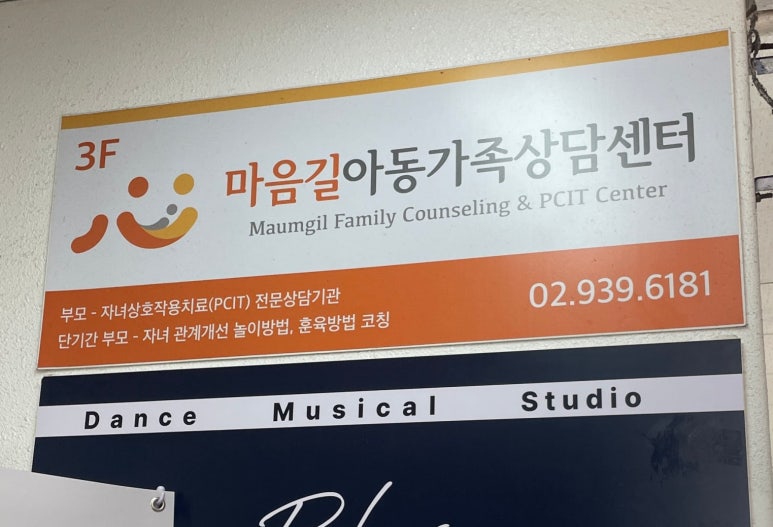 3F
마음길아동가족상담센터
Maumgil Family Counseling & PCIT Center
부모 - 자녀상호작용치료(PCIT) 전문상담기관
단기간 부모 - 자녀 관계개선 놀이방법, 훈육방법 코칭
02.939.6181
Dance Musical Studio